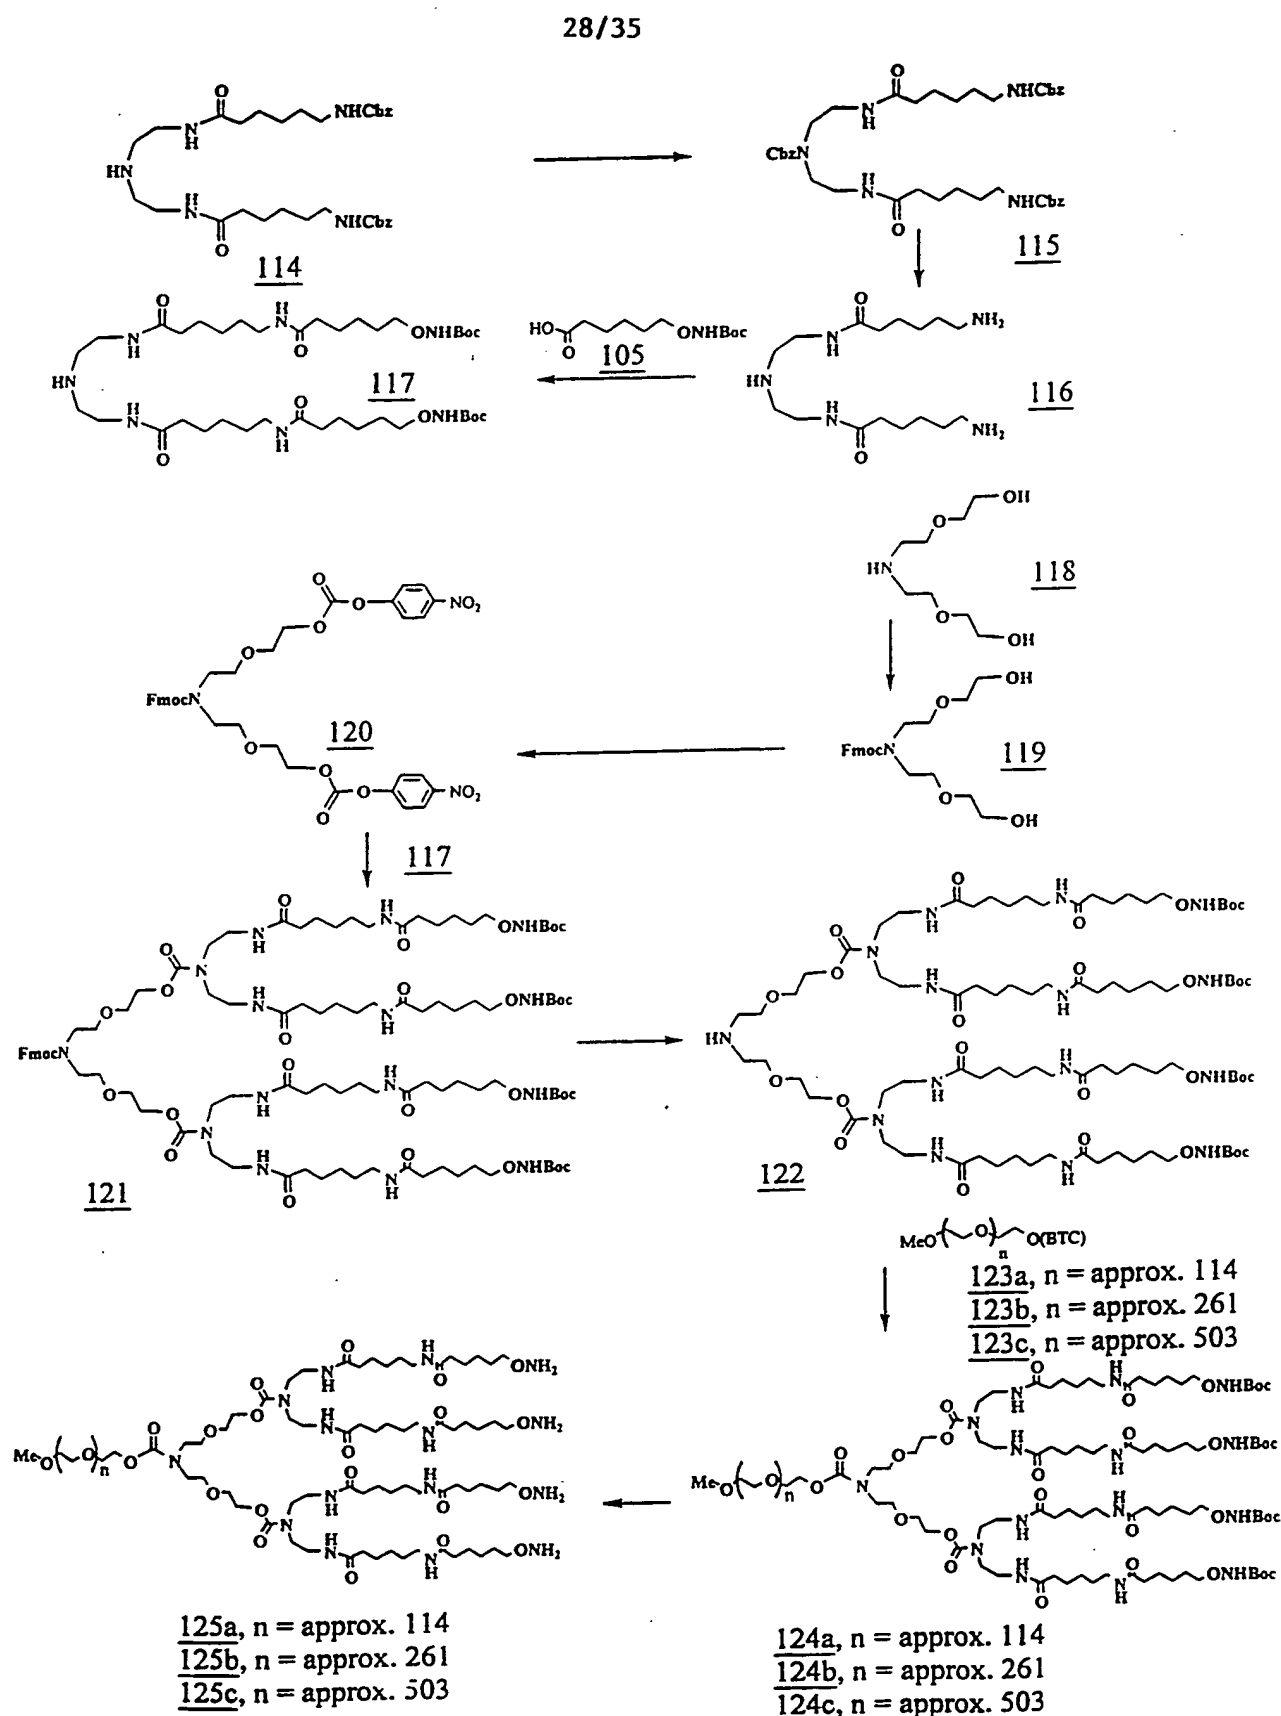 28/35
O
NHCbz
N
H
HN
H
N
O
NHCbz
114
O
NHCbz
N
H
CbzN
H
N
O
NHCbz
115
O
N
H
H
N
O
ONHBoc
HN
H
N
O
O
N
H
ONHBoc
117
HO
O
ONHBoc
105
O
NH2
N
H
HN
H
N
O
NH2
116
OH
O
HN
O
OH
118
O
O
O
NO2
O
FmocN
O
O
O
O
NO2
120
OH
O
FmocN
O
OH
119
117
O
N
H
H
N
O
ONHBoc
O
O
N
H
N
O
O
N
H
ONHBoc
O
FmocN
O
O
N
H
H
N
O
ONHBoc
O
O
N
H
N
O
O
N
H
ONHBoc
121
O
N
H
H
N
O
ONHBoc
O
O
N
H
N
O
O
N
H
ONHBoc
O
HN
O
O
N
H
H
N
O
ONHBoc
O
O
N
H
N
O
O
N
H
ONHBoc
122
MeO(O)n O(BTC)
123a, n = approx. 114
123b, n = approx. 261
123c, n = approx. 503
O
N
H
H
N
O
ONH2
O
O
N
H
N
O
O
N
H
ONH2
Me O(O)n O
O
N
O
O
O
N
H
H
N
O
ONH2
O
O
N
H
N
O
O
N
H
ONH2
125a, n = approx. 114
125b, n = approx. 261
125c, n = approx. 503
O
N
H
H
N
O
ONHBoc
O
O
N
H
N
O
O
N
H
ONHBoc
Me O(O)n O
O
N
O
O
O
N
H
H
N
O
ONHBoc
O
O
N
H
N
O
O
N
H
ONHBoc
124a, n = approx. 114
124b, n = approx. 261
124c, n = approx. 503